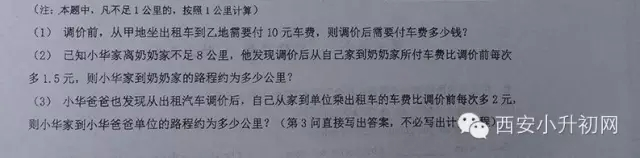 （注：本题中，凡不足1公里的，按照1公里计算）
（1） 调价前，从甲地坐出租车到乙地需要付10元车费，则调价后需要付车费多少钱？
（2） 已知小华家离奶奶家不足8公里，他发现调价后从自己家到奶奶家所付车费比调价前每次
多1.5元，则小华家到奶奶家的路程约为多少公里？
（3） 小华爸爸也发现从出租汽车调价后，自己从家到单位乘出租车的车费比调价前每次多2元，
则小华家到小华爸爸单位的路程约为多少公里？（第3问直接写出答案，不必写出计 程）
西安小升初网